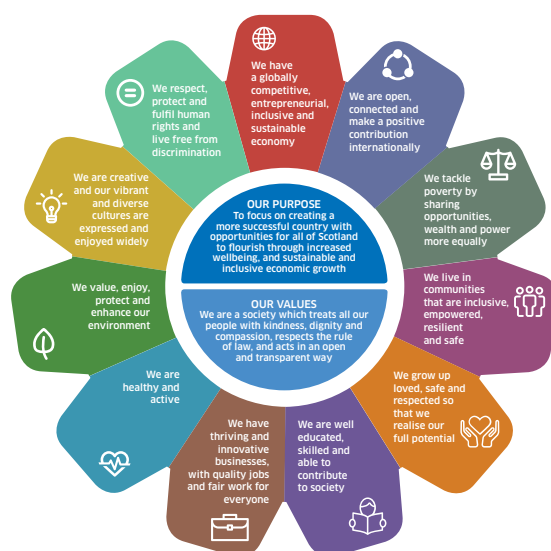 We have
a globally
competitive,
entrepreneurial,
inclusive and
sustainable
economy
We are open,
connected and
make a positive
contribution
internationally
We tackle
poverty by
sharing
opportunities,
wealth and power
more equally
We live in
communities
that are inclusive,
empowered,
resilient
and safe
We grow up
loved, safe and
respected so
that we
realise our
full potential
We are well
educated,
skilled and
able to
contribute
to society
We have
thriving and
innovative
businesses,
with quality jobs
and fair work for
everyone
We are
healthy and
active
We value, enjoy,
protect and
enhance our
environment
We are creative
and our vibrant
and diverse
cultures are
expressed and
enjoyed widely
We respect,
protect and
fulfil human
rights and
live free from
discrimination
OUR PURPOSE
To focus on creating a
more successful country with
opportunities for all of Scotland
to flourish through increased
wellbeing, and sustainable and
inclusive economic growth
OUR VALUES
We are a society which treats all our
people with kindness, dignity and
compassion, respects the rule
of law, and acts in an open
and transparent way